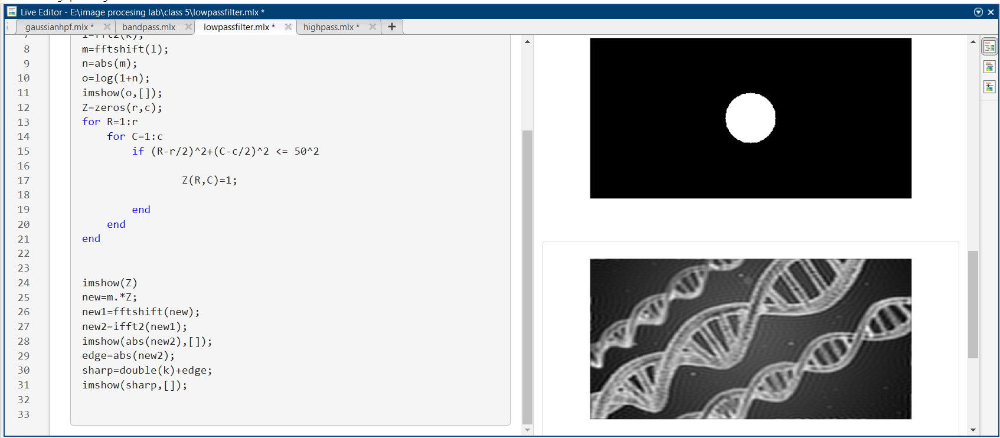 Live Editor - E:\image procesing lab\class 5\lowpassfilter.mlx *
gaussianhpf.mlx * bandpass.mlx lowpassfilter.mlx * highpass.mlx * +
7 l=fft2(k);
8 m=fftshift(l);
9 n=abs(m);
10 o=log(1+n);
11 imshow(o,[]);
12 Z=zeros(r,c);
13 for R=1:r
14 for C=1:c
15 if (R-r/2)^2+(C-c/2)^2 <= 50^2
16
17 Z(R,C)=1;
18
19 end
20 end
21 end
22
23
24 imshow(Z)
25 new=m.*Z;
26 new1=fftshift(new);
27 new2=ifft2(new1);
28 imshow(abs(new2),[]);
29 edge=abs(new2);
30 sharp=double(k)+edge;
31 imshow(sharp,[]);
32
33